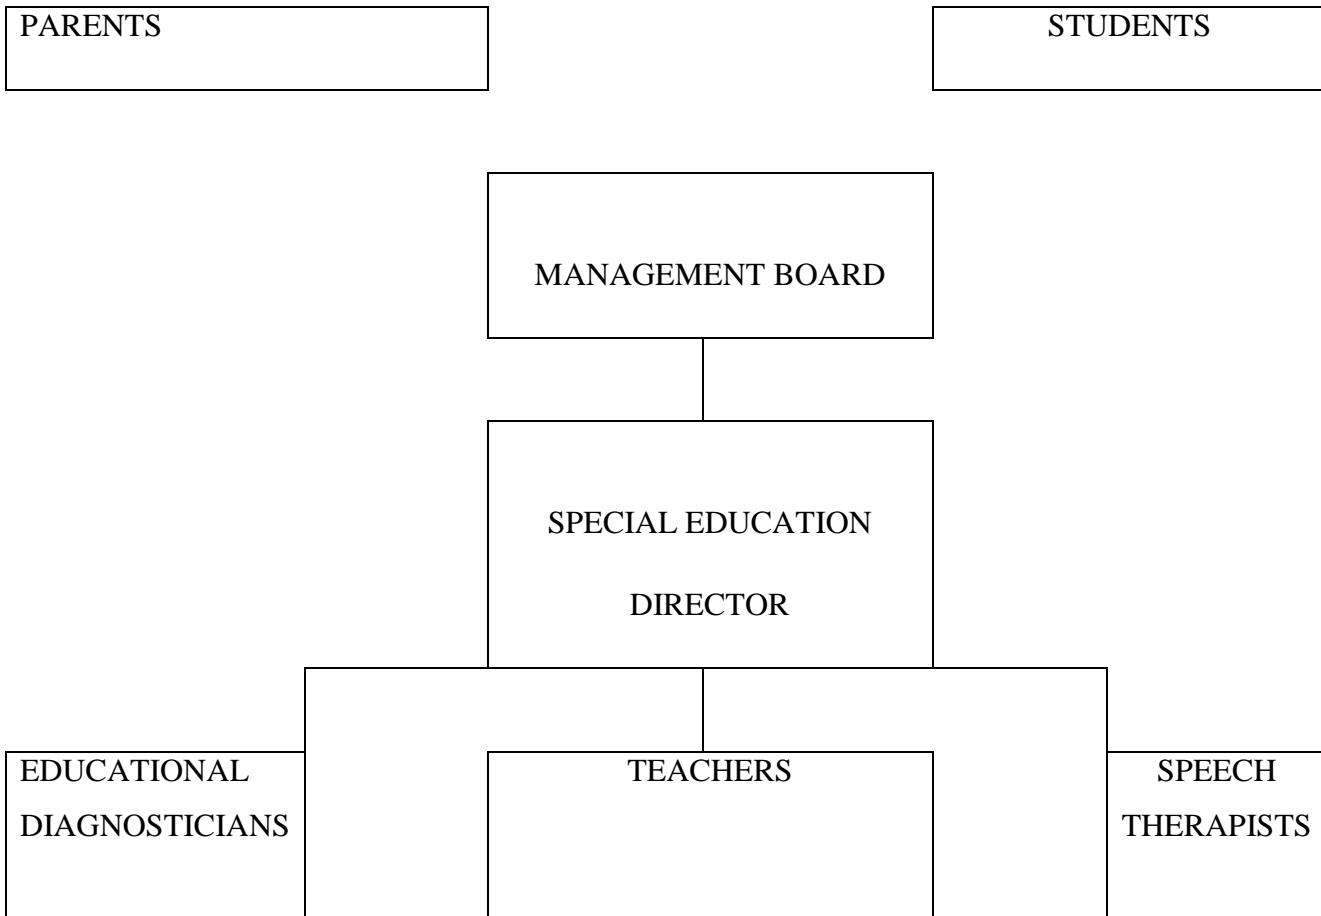 PARENTS
STUDENTS
MANAGEMENT BOARD
SPECIAL EDUCATION
DIRECTOR
EDUCATIONAL
DIAGNOSTICIANS
TEACHERS
SPEECH
THERAPISTS